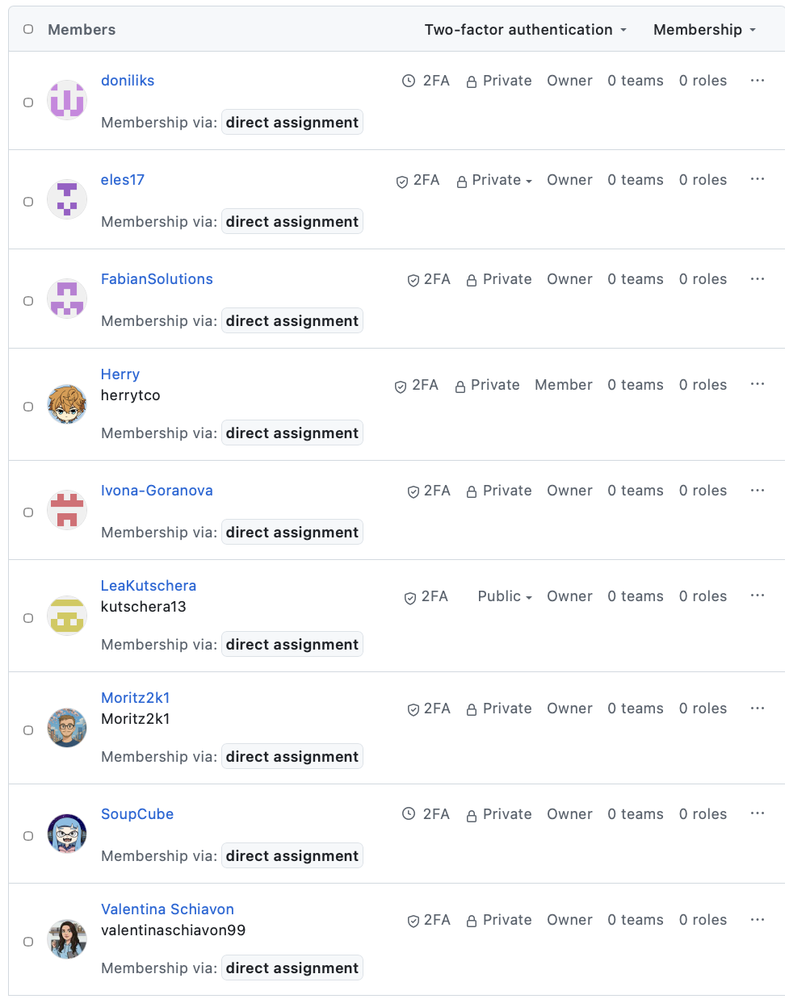 Members Two-factor authentication Membership
doniliks 2FA Private Owner 0 teams 0 roles ...
Membership via: direct assignment
eles17 2FA Private Owner 0 teams 0 roles ...
Membership via: direct assignment
FabianSolutions 2FA Private Owner 0 teams 0 roles ...
Membership via: direct assignment
Herry
herrytco 2FA Private Member 0 teams 0 roles ...
Membership via: direct assignment
Ivona-Goranova 2FA Private Owner 0 teams 0 roles ...
Membership via: direct assignment
LeaKutschera
kutschera13 2FA Public Owner 0 teams 0 roles ...
Membership via: direct assignment
Moritz2k1
Moritz2k1 2FA Private Owner 0 teams 0 roles ...
Membership via: direct assignment
SoupCube 2FA Private Owner 0 teams 0 roles ...
Membership via: direct assignment
Valentina Schiavon
valentinaschiavon99 2FA Private Owner 0 teams 0 roles ...
Membership via: direct assignment